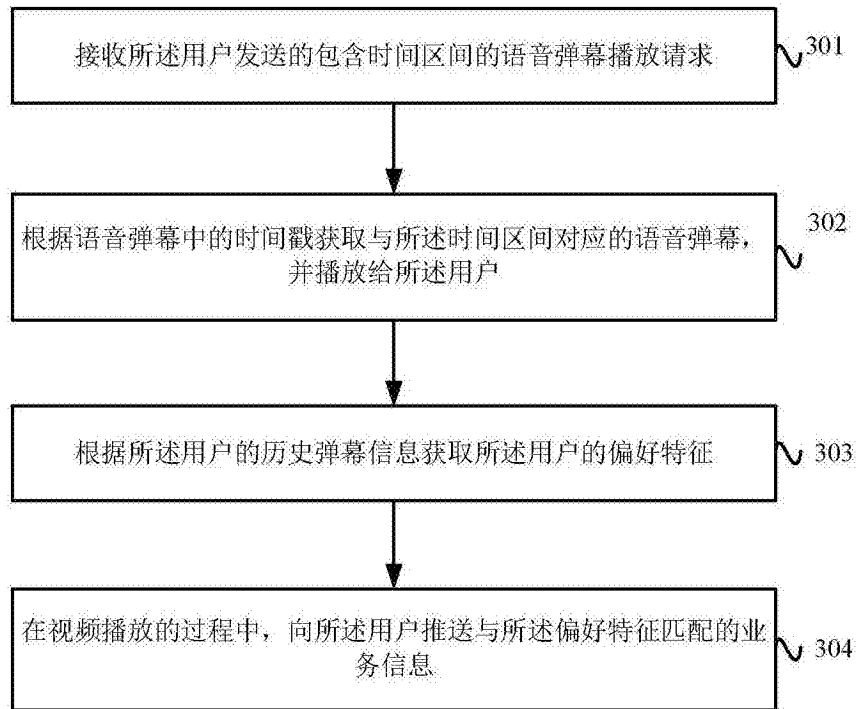 接收所述用户发送的包含时间区间的语音弹幕播放请求
301
根据语音弹幕中的时间戳获取与所述时间区间对应的语音弹幕，
并播放给所述用户
302
根据所述用户的历史弹幕信息获取所述用户的偏好特征
303
在视频播放的过程中，向所述用户推送与所述偏好特征匹配的业
务信息
304